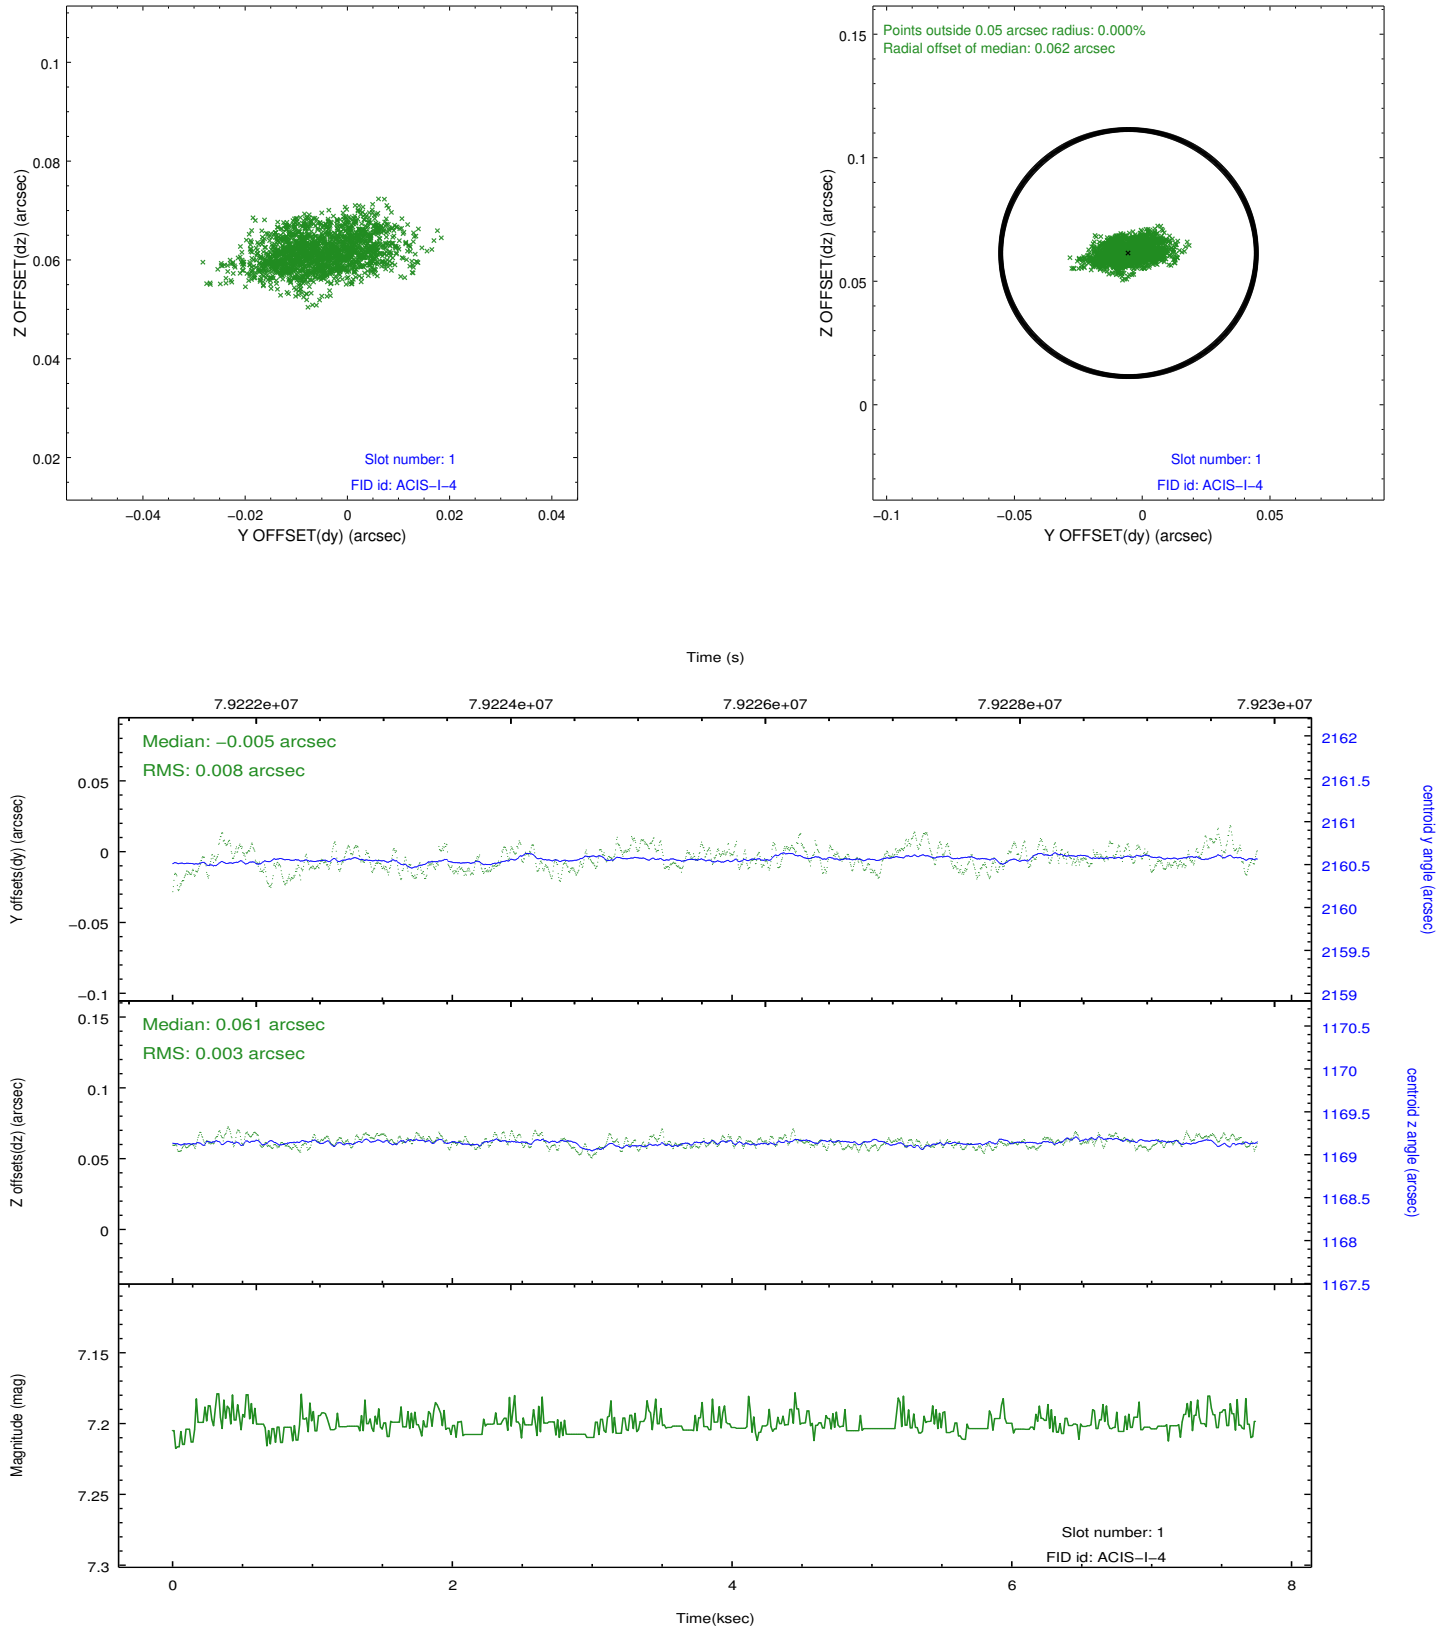 0.1
0.08
0.06
0.04
0.02
Z OFFSET(dz) (arcsec)
Slot number: 1
FID id: ACIS−I−4
−0.04 −0.02 0 0.02 0.04
Y OFFSET(dy) (arcsec)
Points outside 0.05 arcsec radius: 0.000%
Radial offset of median: 0.062 arcsec
0.15
0.1
0.05
0
Z OFFSET(dz) (arcsec)
Slot number: 1
FID id: ACIS−I−4
−0.1 −0.05 0 0.05
Y OFFSET(dy) (arcsec)
Time (s)
7.9222e+07 7.9224e+07 7.9226e+07 7.9228e+07 7.923e+07
Median: −0.005 arcsec
RMS: 0.008 arcsec
0.05
0
−0.05
−0.1
Y offsets(dy) (arcsec)
2162
2161.5
2161
2160.5
2160
2159.5
2159
centroid y angle (arcsec)
Median: 0.061 arcsec
RMS: 0.003 arcsec
0.15
0.1
0.05
0
Z offsets(dz) (arcsec)
1170.5
1170
1169.5
1169
1168.5
1168
1167.5
centroid z angle (arcsec)
7.15
7.2
7.25
7.3
Magnitude (mag)
Slot number: 1
FID id: ACIS−I−4
0 2 4 6 8
Time(ksec)